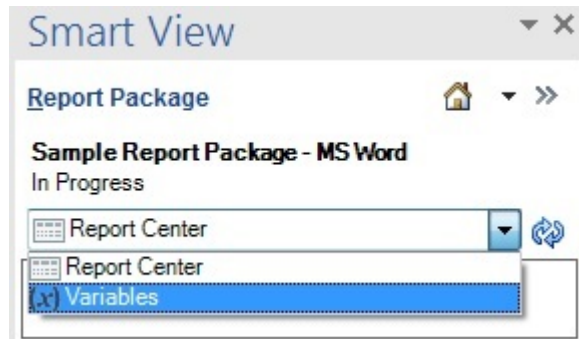 Smart View
Report Package
Sample Report Package - MS Word
In Progress
Report Center
Report Center
(x) Variables